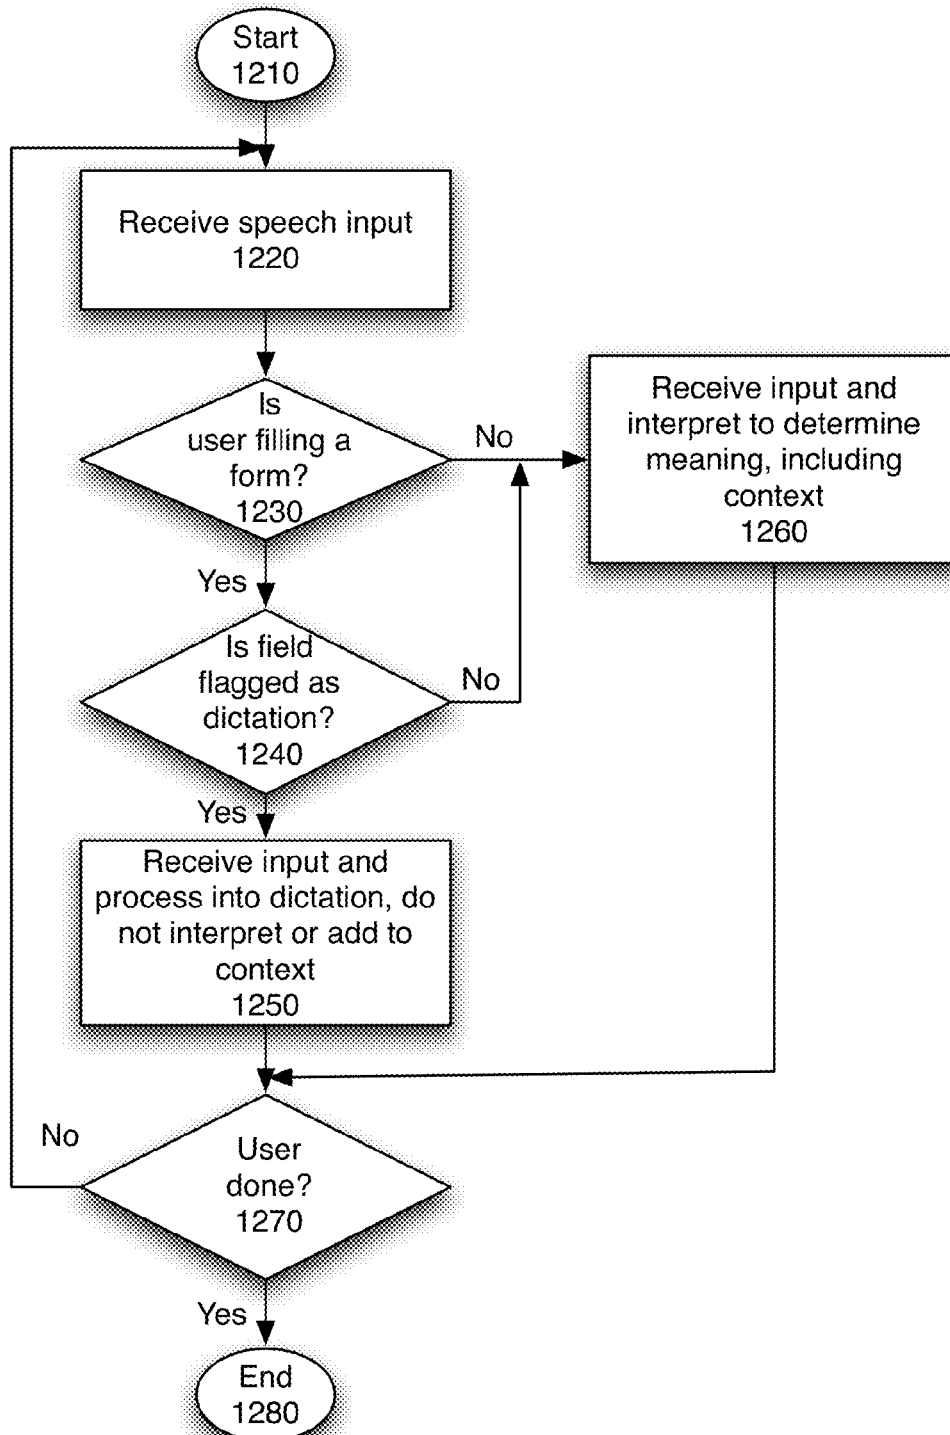 Start
1210
Receive speech input
1220
Is
user filling a
form?
1230
No
Receive input and
interpret to determine
meaning, including
context
1260
Yes
Is field
flagged as
dictation?
1240
No
Yes
Receive input and
process into dictation, do
not interpret or add to
context
1250
No
User
done?
1270
Yes
End
1280